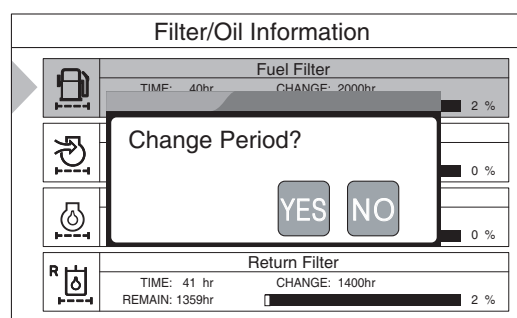 Filter/Oil Information
Fuel Filter
TIME: 40hr CHANGE: 2000hr
2 %
Change Period?
0 %
YES NO
0 %
Return Filter
R
TIME: 41 hr CHANGE: 1400hr
REMAIN: 1359hr 2 %